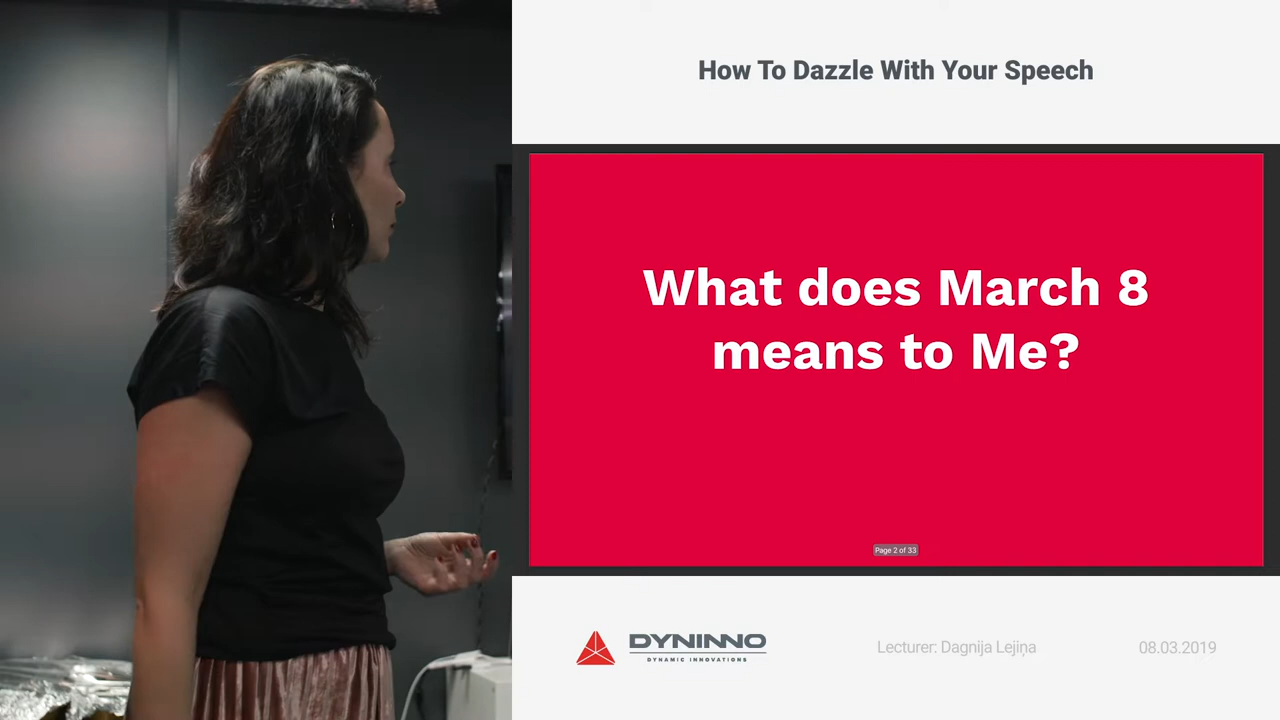 How To Dazzle With Your Speech
What does March 8
means to Me?
Page 2 of 33
DYNINNO
DYNAMIC INNOVATIONS
Lecturer: Dagnija Lejiņa
08.03.2019